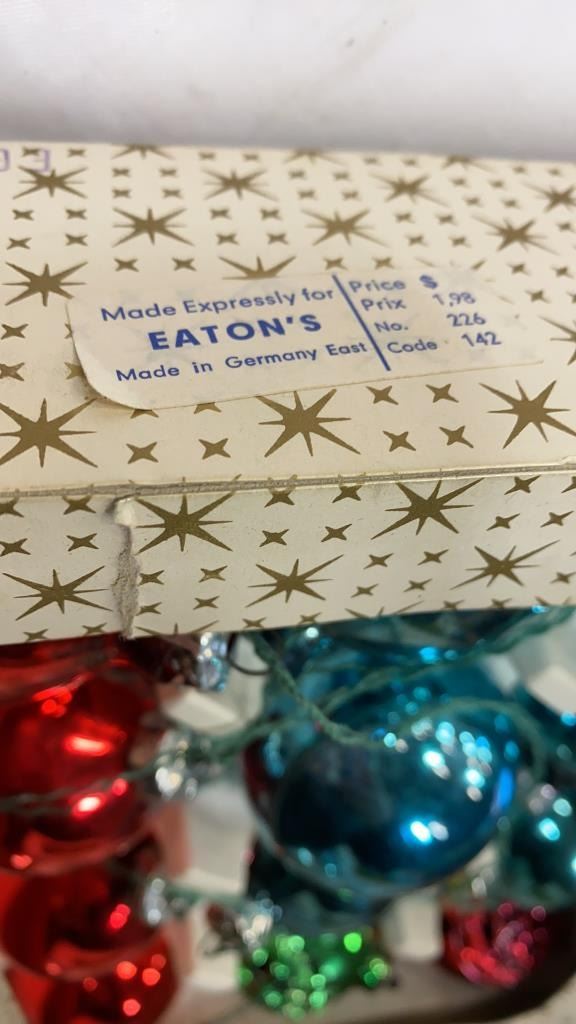 Made Expressly for
EATON'S
Made in Germany East
Price $
Prix 1,98
No. 226
Code 142